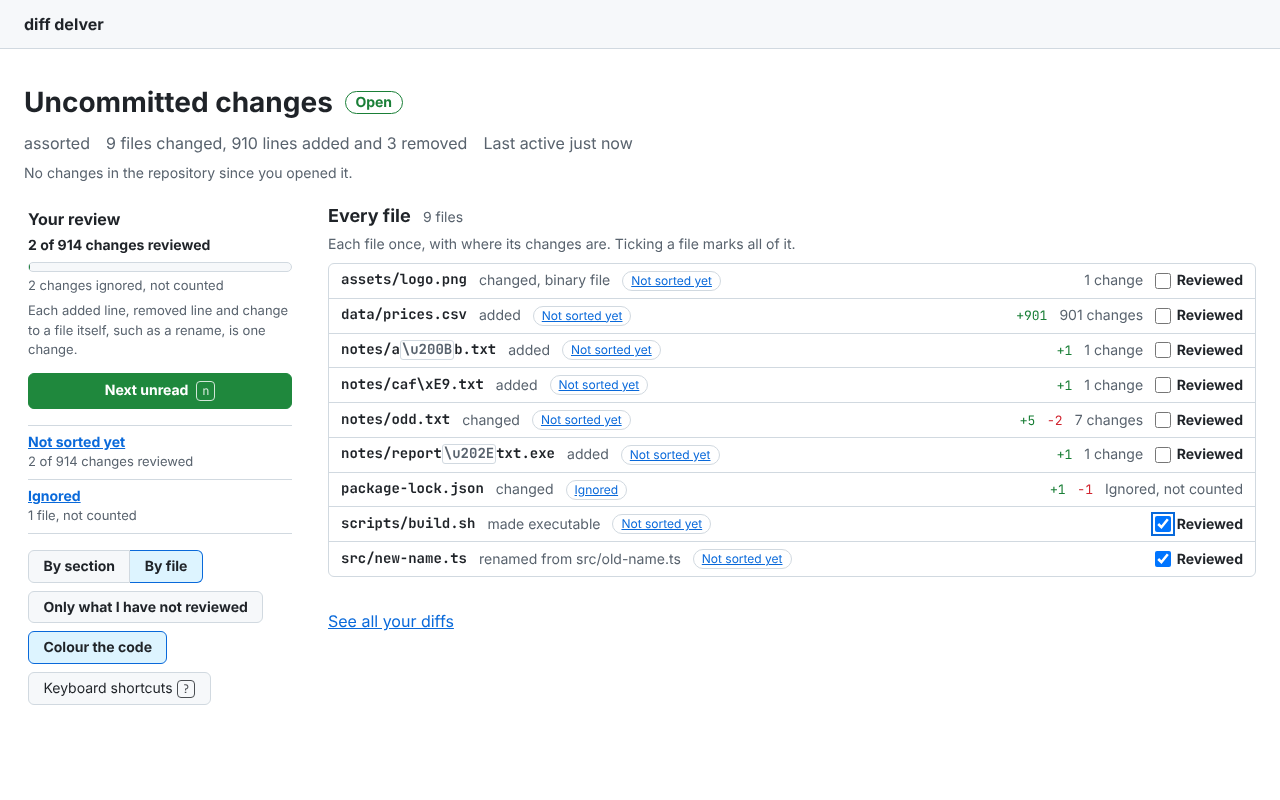 diff delver
Uncommitted changes Open
assorted 9 files changed, 910 lines added and 3 removed Last active just now
No changes in the repository since you opened it.
Your review
2 of 914 changes reviewed
2 changes ignored, not counted
Each added line, removed line and change
to a file itself, such as a rename, is one
change.
Next unread n
Not sorted yet
2 of 914 changes reviewed
Ignored
1 file, not counted
By section By file
Only what I have not reviewed
Colour the code
Keyboard shortcuts ?
Every file 9 files
Each file once, with where its changes are. Ticking a file marks all of it.
assets/logo.png changed, binary file Not sorted yet 1 change Reviewed
data/prices.csv added Not sorted yet +901 901 changes Reviewed
notes/a\u200Bb.txt added Not sorted yet +1 1 change Reviewed
notes/caf\xE9.txt added Not sorted yet +1 1 change Reviewed
notes/odd.txt changed Not sorted yet +5 -2 7 changes Reviewed
notes/report\u202Etxt.exe added Not sorted yet +1 1 change Reviewed
package-lock.json changed Ignored +1 -1 Ignored, not counted
scripts/build.sh made executable Not sorted yet Reviewed
src/new-name.ts renamed from src/old-name.ts Not sorted yet Reviewed
See all your diffs